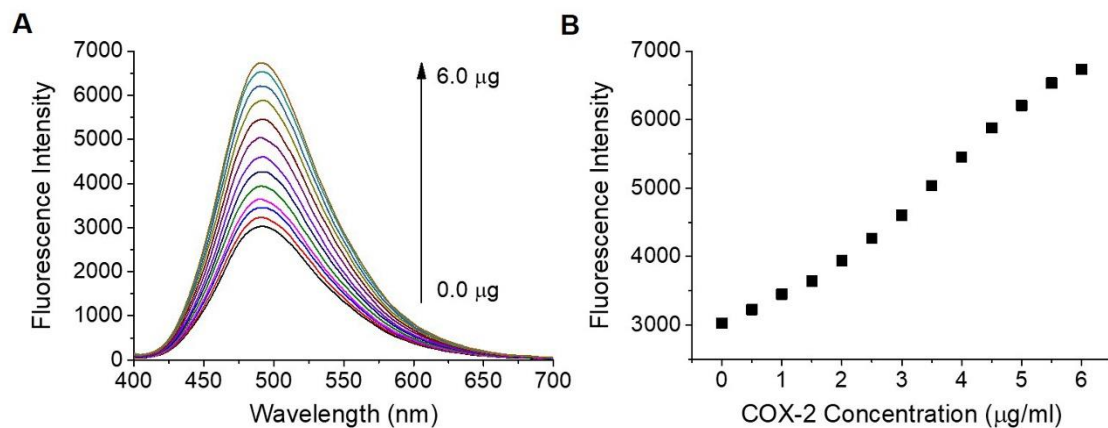 A
7000
6000
5000
4000
3000
2000
1000
0
Fluorescence Intensity
400 450 500 550 600 650 700
Wavelength (nm)
6.0 μg
0.0 μg
B
7000
6000
5000
4000
3000
Fluorescence Intensity
0 1 2 3 4 5 6
COX-2 Concentration (μg/ml)